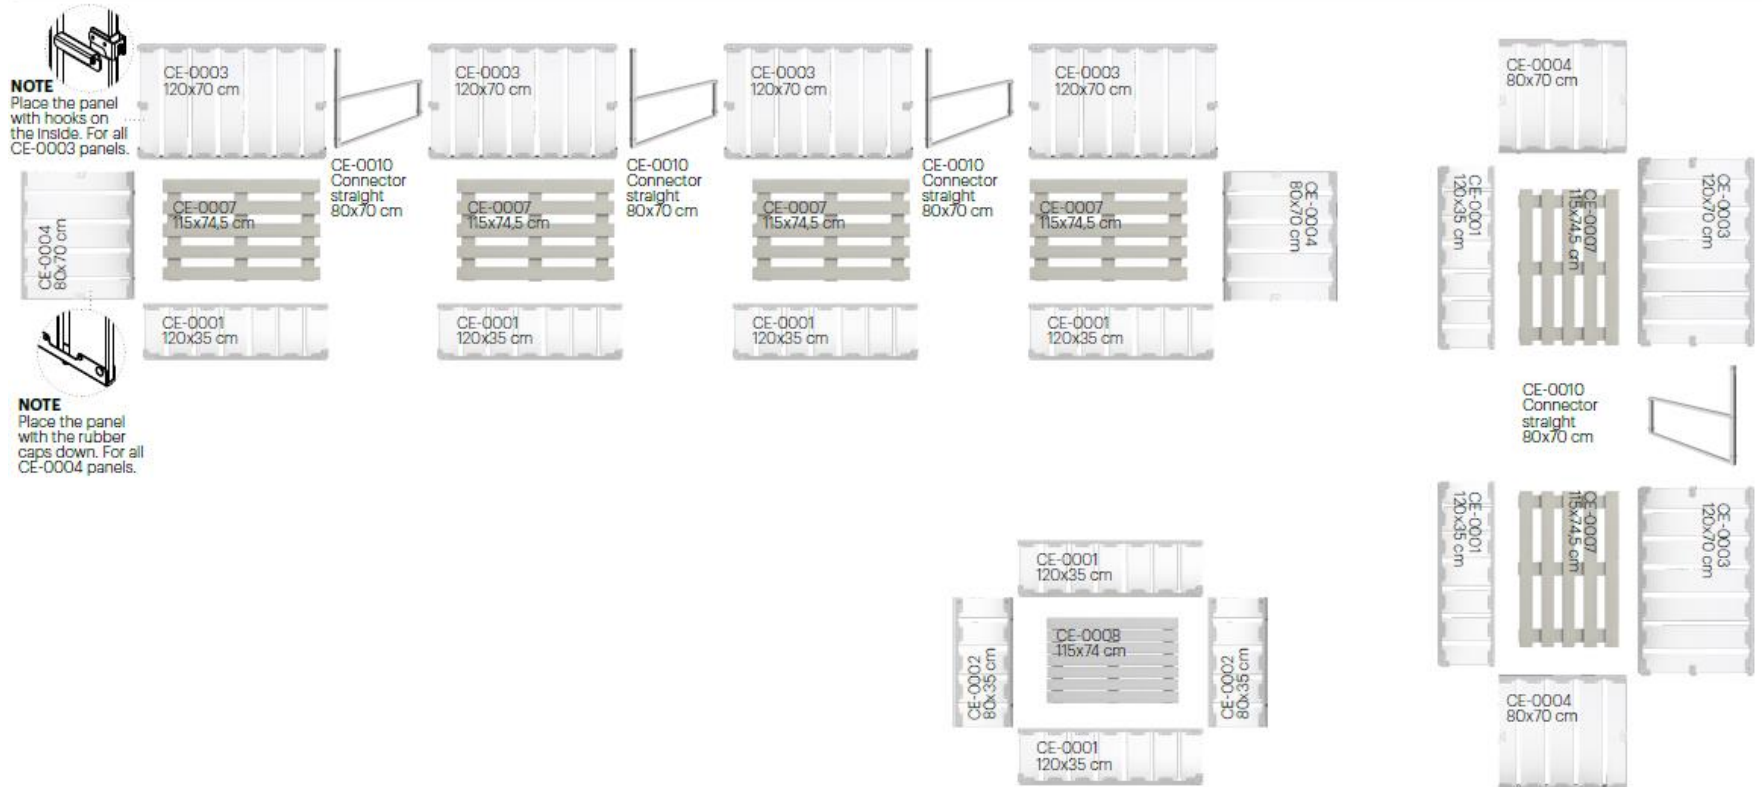 NOTE
Place the panel
with hooks on
the inside. For all
CE-0003 panels.
CE-0003
120x70 cm
CE-0003
120x70 cm
CE-0003
120x70 cm
CE-0003
120x70 cm
CE-0010
Connector
straight
80x70 cm
CE-0010
Connector
straight
80x70 cm
CE-0010
Connector
straight
80x70 cm
CE-0004
80x70 cm
CE-0007
115x74,5 cm
CE-0007
115x74,5 cm
CE-0007
115x74,5 cm
CE-0007
115x74,5 cm
CE-0004
80x70 cm
CE-0001
120x35 cm
CE-0001
120x35 cm
CE-0001
120x35 cm
CE-0001
120x35 cm
NOTE
Place the panel
with the rubber
caps down. For all
CE-0004 panels.
CE-0004
80x70 cm
CE-0001
120x35 cm
CE-0007
115x74,5 cm
CE-0003
120x70 cm
CE-0010
Connector
straight
80x70 cm
CE-0001
120x35 cm
CE-0007
115x74,5 cm
CE-0003
120x70 cm
CE-0004
80x70 cm
CE-0001
120x35 cm
CE-0002
80x35 cm
CE-0008
115x74 cm
CE-0002
80x35 cm
CE-0001
120x35 cm